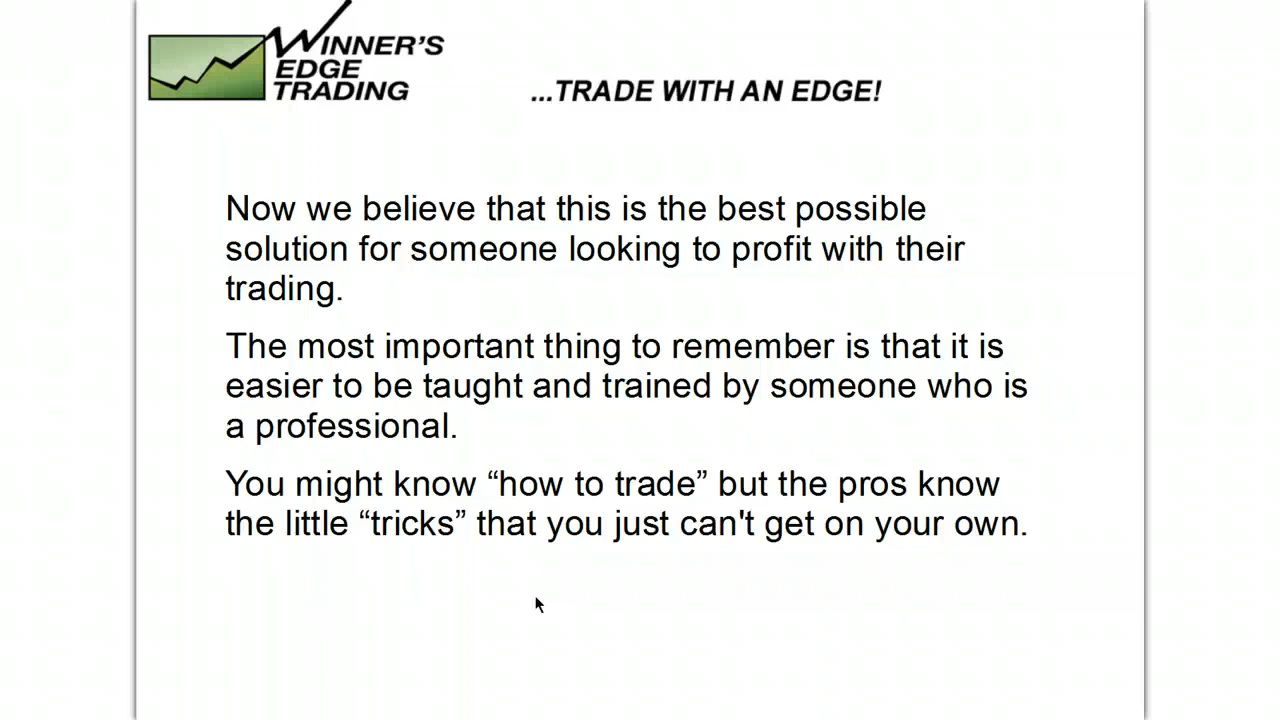 WINNER'S
EDGE
TRADING
...TRADE WITH AN EDGE!
Now we believe that this is the best possible
solution for someone looking to profit with their
trading.
The most important thing to remember is that it is
easier to be taught and trained by someone who is
a professional.
You might know “how to trade” but the pros know
the little “tricks” that you just can't get on your own.